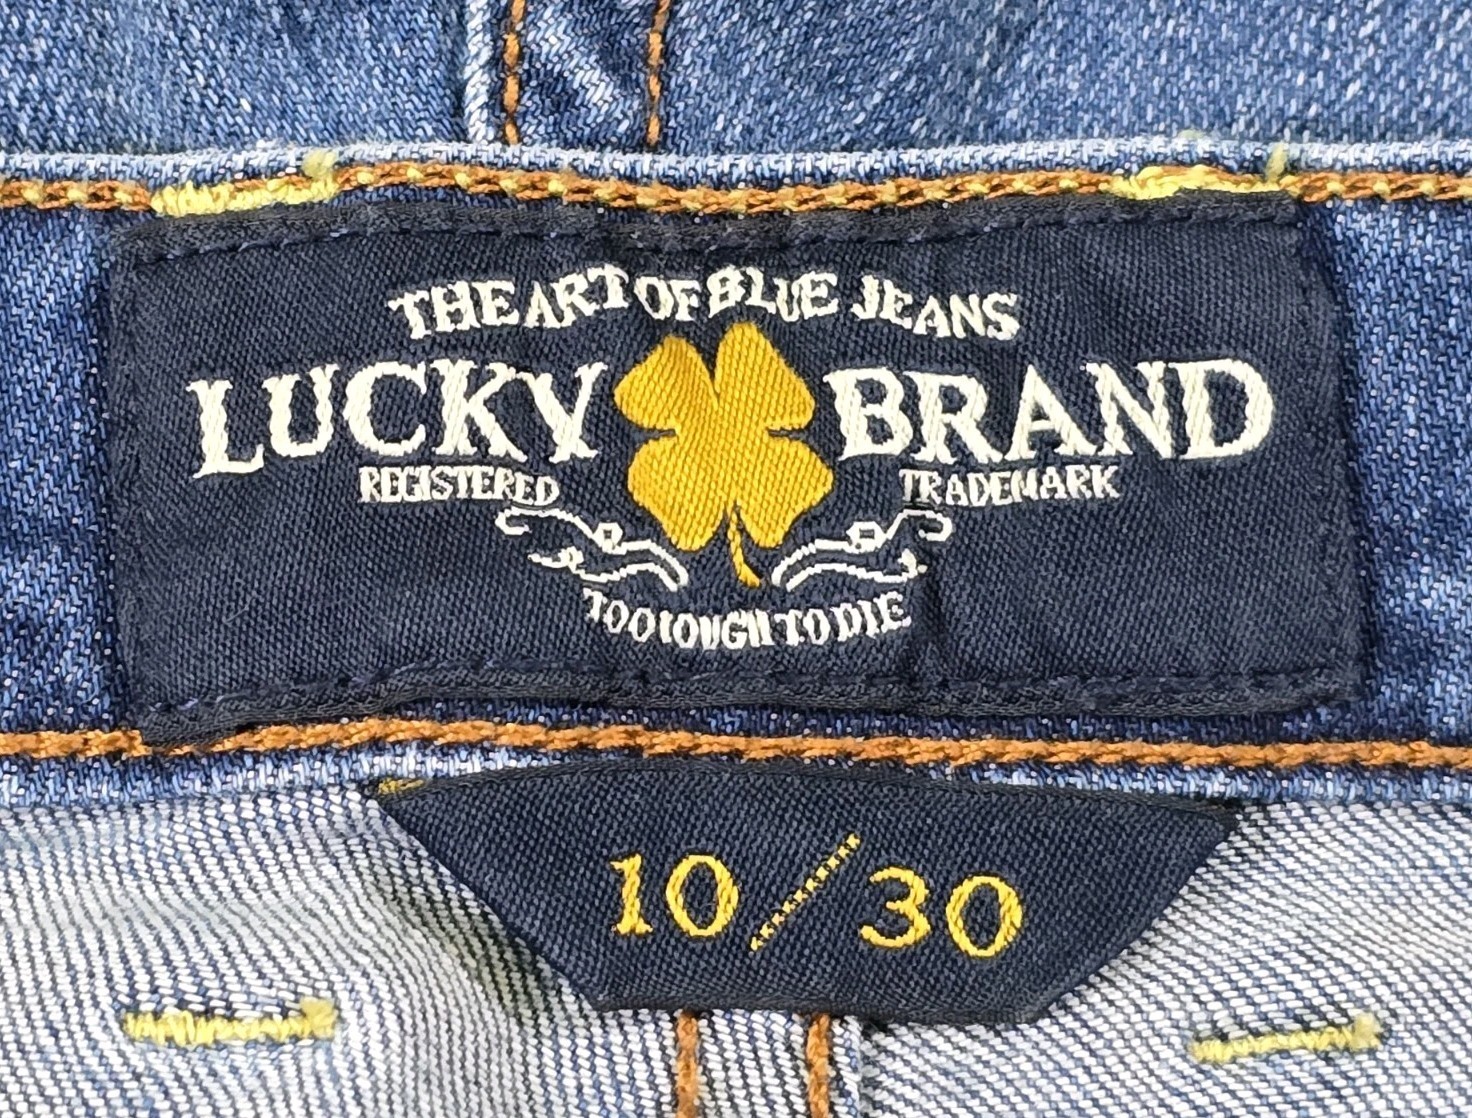 THE ART OF BLUE JEANS
LUCKY BRAND
REGISTERED TRADEMARK
TOO TOUGH TO DIE
10/30